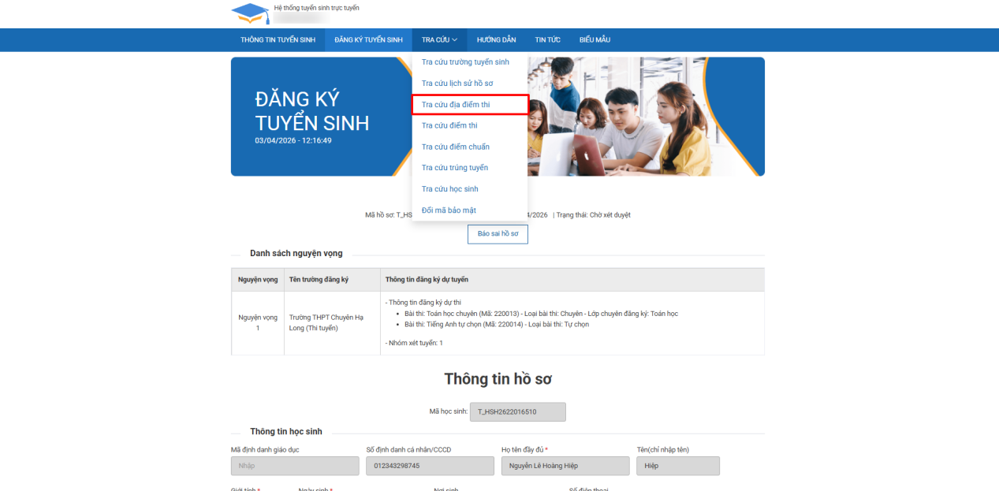 Hệ thống tuyển sinh trực tuyến
THÔNG TIN TUYỂN SINH
ĐĂNG KÝ TUYỂN SINH
TRA CỨU
HƯỚNG DẪN
TIN TỨC
BIỂU MẪU
Tra cứu trường tuyển sinh
Tra cứu lịch sử hồ sơ
Tra cứu địa điểm thi
Tra cứu điểm thi
Tra cứu điểm chuẩn
Tra cứu trúng tuyển
Tra cứu học sinh
Đổi mã bảo mật
ĐĂNG KÝ
TUYỂN SINH
03/04/2026 - 12:16:49
Mã hồ sơ: T_HS 4/2026 | Trạng thái: Chờ xét duyệt
Báo sai hồ sơ
Danh sách nguyện vọng
Nguyện vọng
Tên trường đăng ký
Thông tin đăng ký dự tuyển
Nguyện vọng
1
Trường THPT Chuyên Hạ
Long (Thi tuyển)
- Thông tin đăng ký dự thi
• Bài thi: Toán học chuyên (Mã: 220013) - Loại bài thi: Chuyên - Lớp chuyên đăng ký: Toán học
• Bài thi: Tiếng Anh tự chọn (Mã: 220014) - Loại bài thi: Tự chọn
- Nhóm xét tuyển: 1
Thông tin hồ sơ
Mã học sinh: T_HSH2622016510
Thông tin học sinh
Mã định danh giáo dục
Nhập
Số định danh cá nhân/CCCD
012343298745
Họ tên đầy đủ *
Nguyễn Lê Hoàng Hiệp
Tên(chỉ nhập tên)
Hiệp
Giới tính *
Ngày sinh *
Nơi sinh
Số điện thoại